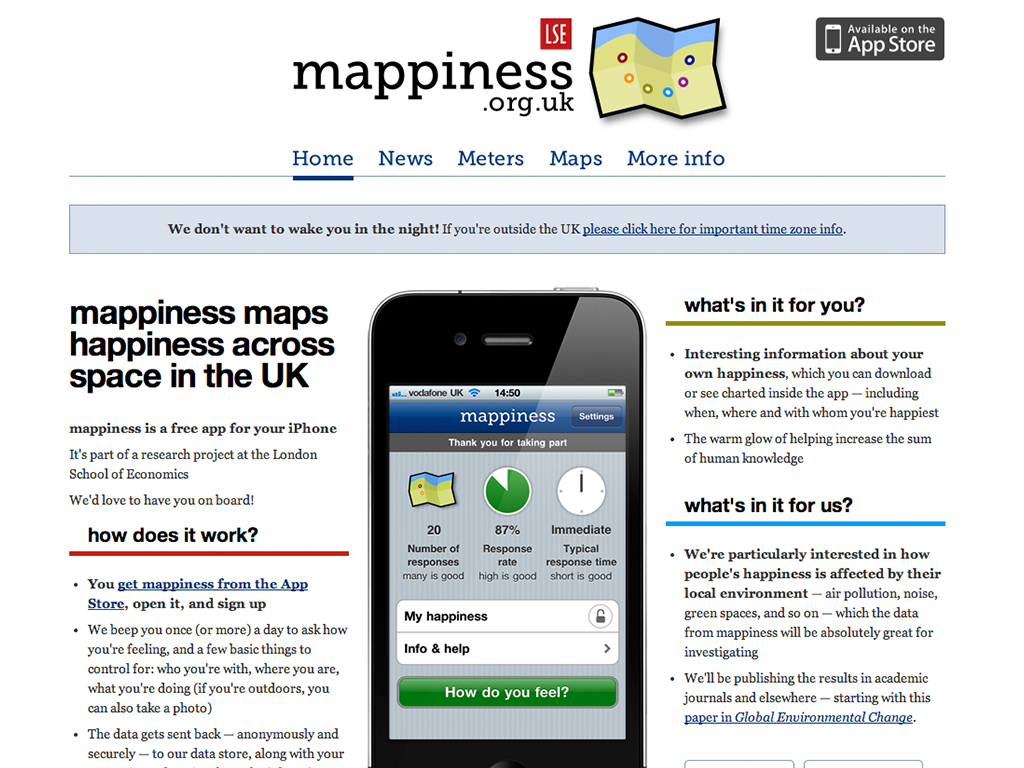 LSE
mappiness
.org.uk
Available on the
App Store
Home News Meters Maps More info
We don't want to wake you in the night! If you're outside the UK please click here for important time zone info.
mappiness maps
happiness across
space in the UK
mappiness is a free app for your iPhone
It's part of a research project at the London
School of Economics
We'd love to have you on board!
how does it work?
• You get mappiness from the App
Store, open it, and sign up
• We beep you once (or more) a day to ask how
you're feeling, and a few basic things to
control for: who you're with, where you are,
what you're doing (if you're outdoors, you
can also take a photo)
• The data gets sent back — anonymously and
securely — to our data store, along with your
vodafone UK 14:50
mappiness Settings
Thank you for taking part
20 87% Immediate
Number of Response Typical
responses rate response time
many is good high is good short is good
My happiness
Info & help
How do you feel?
what's in it for you?
• Interesting information about your
own happiness, which you can download
or see charted inside the app — including
when, where and with whom you're happiest
• The warm glow of helping increase the sum
of human knowledge
what's in it for us?
• We're particularly interested in how
people's happiness is affected by their
local environment — air pollution, noise,
green spaces, and so on — which the data
from mappiness will be absolutely great for
investigating
• We'll be publishing the results in academic
journals and elsewhere — starting with this
paper in Global Environmental Change.